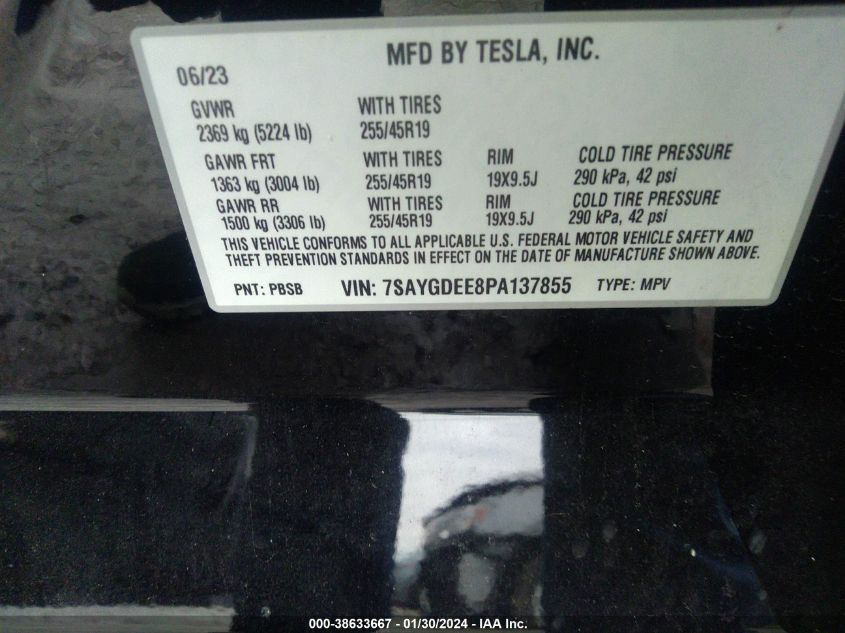 MFD BY TESLA, INC.
06/23
GVWR WITH TIRES
2369 kg (5224 lb) 255/45R19
GAWR FRT WITH TIRES RIM COLD TIRE PRESSURE
1363 kg (3004 lb) 255/45R19 19X9.5J 290 kPa, 42 psi
GAWR RR WITH TIRES RIM COLD TIRE PRESSURE
1500 kg (3306 lb) 255/45R19 19X9.5J 290 kPa, 42 psi
THIS VEHICLE CONFORMS TO ALL APPLICABLE U.S. FEDERAL MOTOR VEHICLE SAFETY AND
THEFT PREVENTION STANDARDS IN EFFECT ON THE DATE OF MANUFACTURE SHOWN ABOVE.
PNT: PBSB VIN: 7SAYGDEE8PA137855 TYPE: MPV
000-38633667 - 01/30/2024 - IAA Inc.